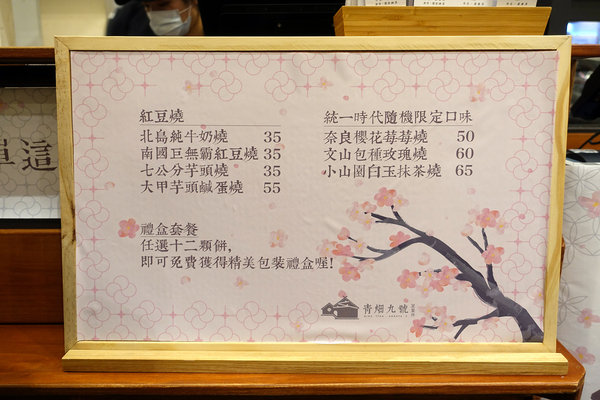 紅豆燒
北島純牛奶燒 35
南國巨無霸紅豆燒 35
七公分芋頭燒 35
大甲芋頭鹹蛋燒 55
統一時代隨機限定口味
奈良櫻花莓莓燒 50
文山包種玫瑰燒 60
小山園白玉抹茶燒 65
禮盒套餐
任選十二顆餅,
即可免費獲得精美包裝禮盒喔!
青畑九號
這